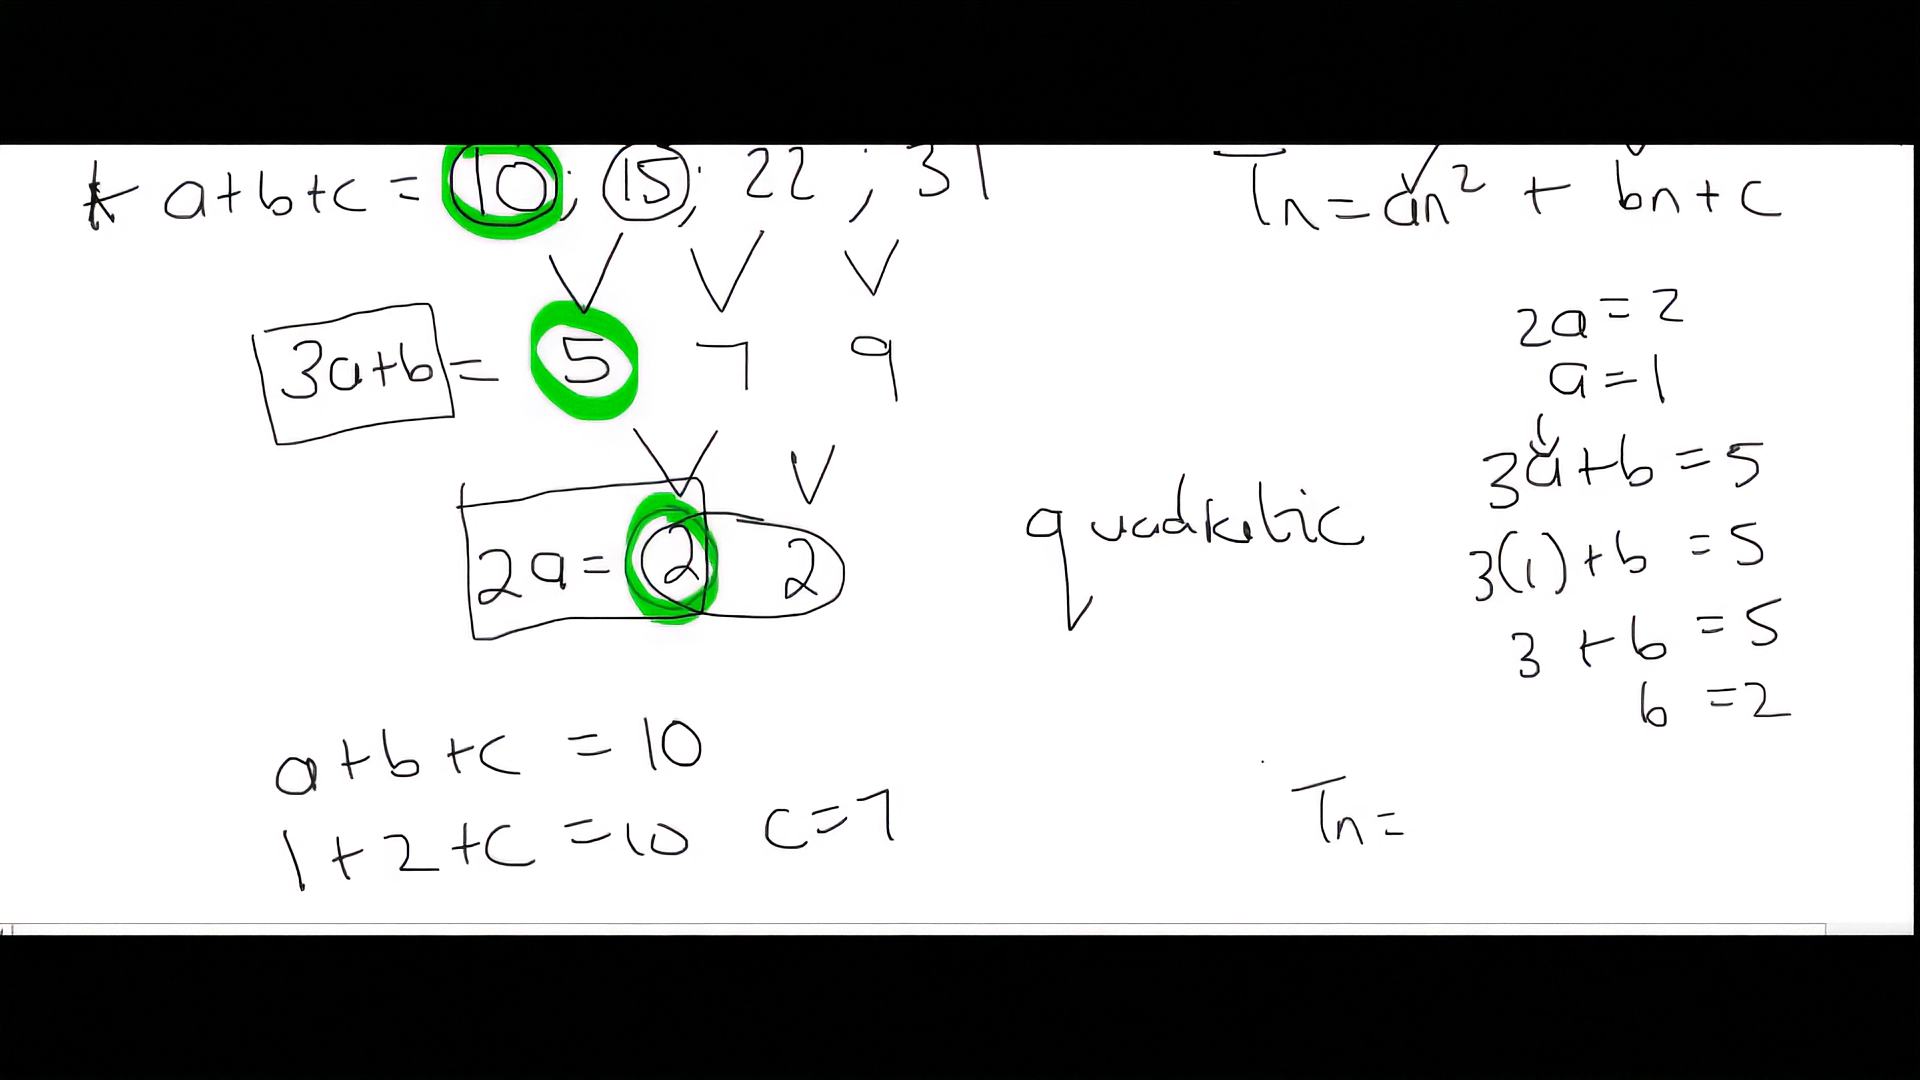 * a+b+c = 10; 15; 22 ; 31
Tn = an² + bn + c
3a+b = 5 7 9
2a = 2 2
quadratic
2a = 2
a = 1
3a+b = 5
3(1)+b = 5
3 + b = 5
b = 2
a+b+c = 10
1+2+c = 10 c=7
Tn =